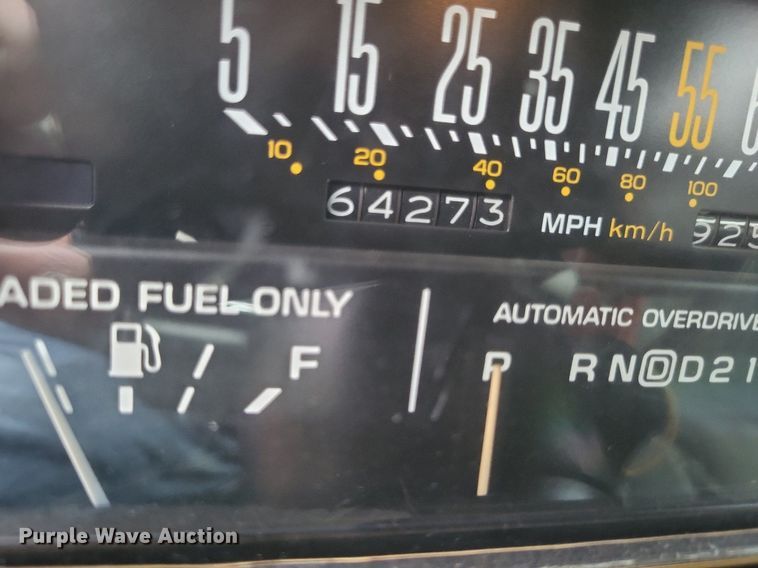 5 15 25 35 45 55
10 20 40 60 80 100
64273
MPH km/h
925
ADED FUEL ONLY
AUTOMATIC OVERDRIVE
F
P R N D D 2 1
Purple Wave Auction